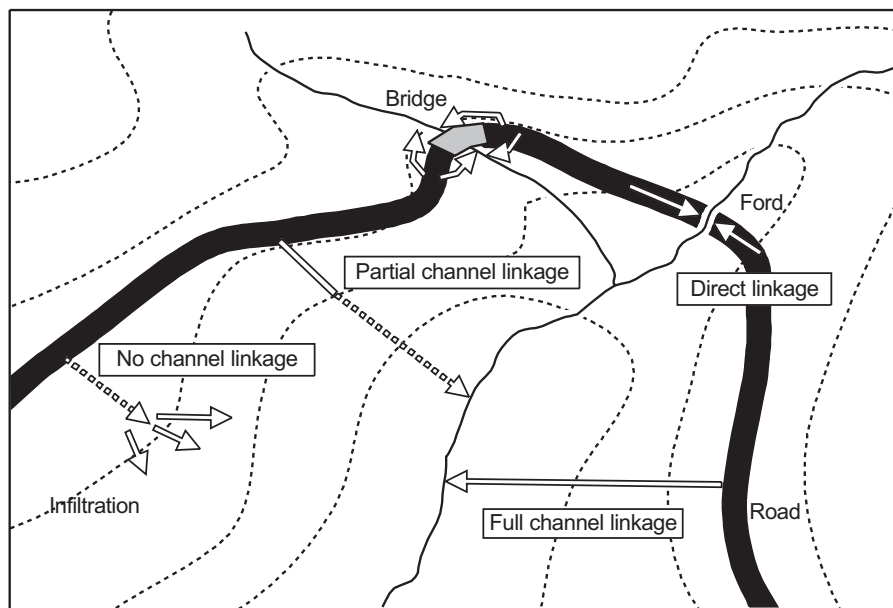 Bridge
Ford
Partial channel linkage
Direct linkage
No channel linkage
Infiltration
Full channel linkage
Road